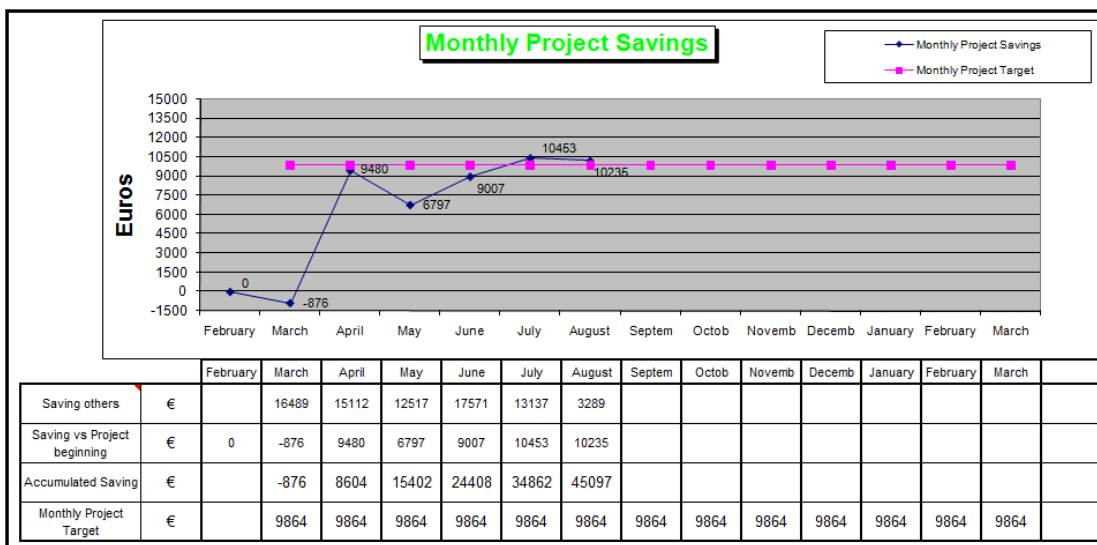 Monthly Project Savings
Monthly Project Savings
Monthly Project Target
Euros
15000
13500
12000
10500
9000
7500
6000
4500
3000
1500
0
-1500
0
-876
9480
6797
9007
10453
10235
February March April May June July August Septem Octob Novemb Decemb January February March
February March April May June July August Septem Octob Novemb Decemb January February March
Saving others € 16489 15112 12517 17571 13137 3289
Saving vs Project
beginning € 0 -876 9480 6797 9007 10453 10235
Accumulated Saving € -876 8604 15402 24408 34862 45097
Monthly Project
Target € 9864 9864 9864 9864 9864 9864 9864 9864 9864 9864 9864 9864 9864